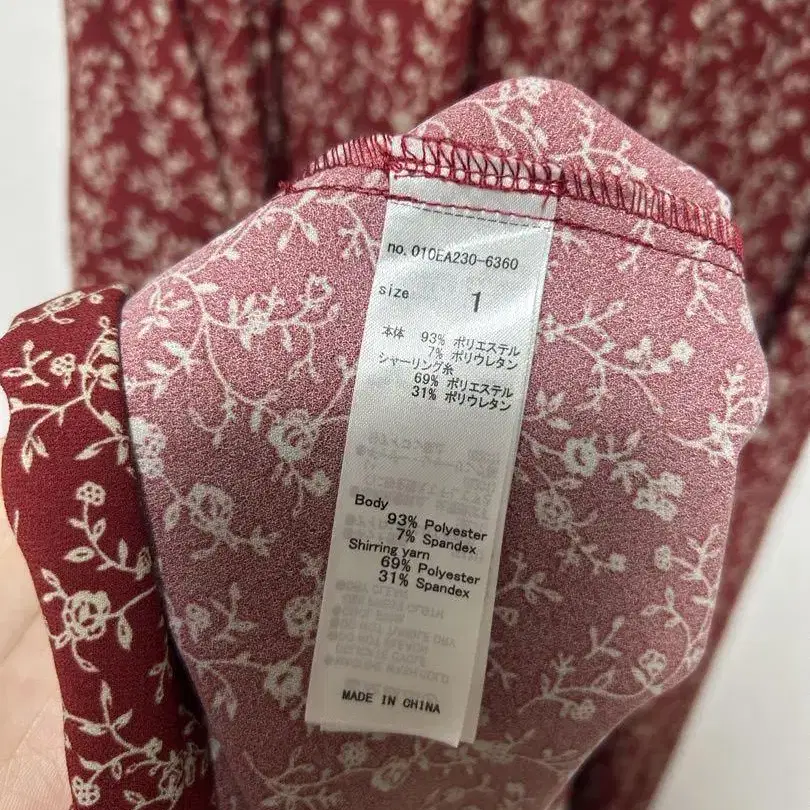 no. 010EA230-6360
size 1
本体 93% ポリエステル
7% ポリウレタン
シャーリング糸
69% ポリエステル
31% ポリウレタン
Body
93% Polyester
7% Spandex
Shirring yarn
69% Polyester
31% Spandex
MADE IN CHINA